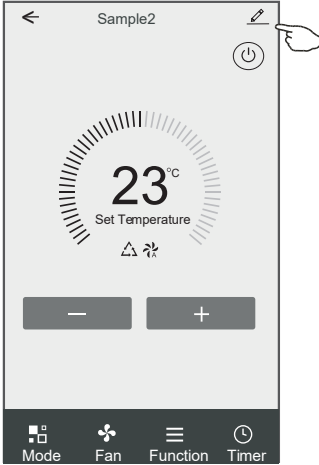 Sample2
23°C
Set Temperature
A
− +
Mode Fan Function Timer